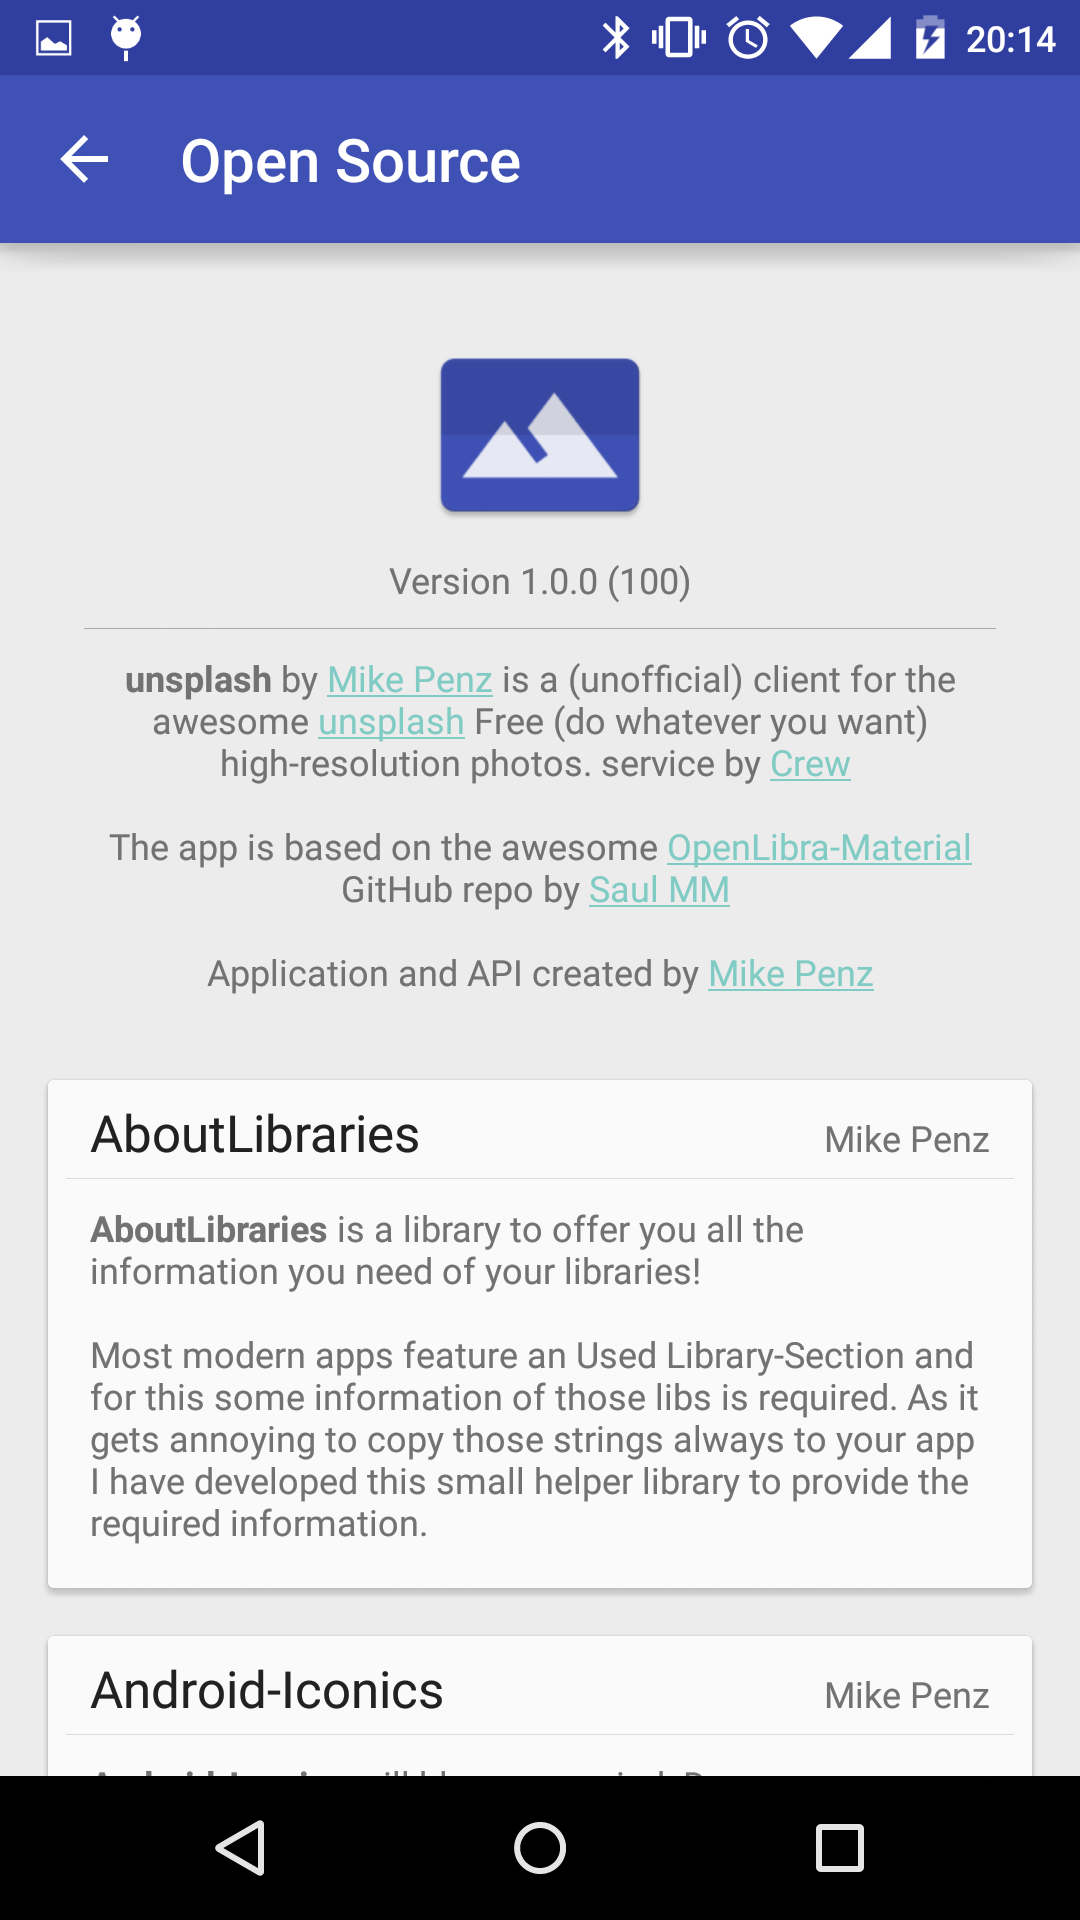 20:14
Open Source
Version 1.0.0 (100)
unsplash by Mike Penz is a (unofficial) client for the
awesome unsplash Free (do whatever you want)
high-resolution photos. service by Crew
The app is based on the awesome OpenLibra-Material
GitHub repo by Saul MM
Application and API created by Mike Penz
AboutLibraries Mike Penz
AboutLibraries is a library to offer you all the
information you need of your libraries!
Most modern apps feature an Used Library-Section and
for this some information of those libs is required. As it
gets annoying to copy those strings always to your app
I have developed this small helper library to provide the
required information.
Android-Iconics Mike Penz